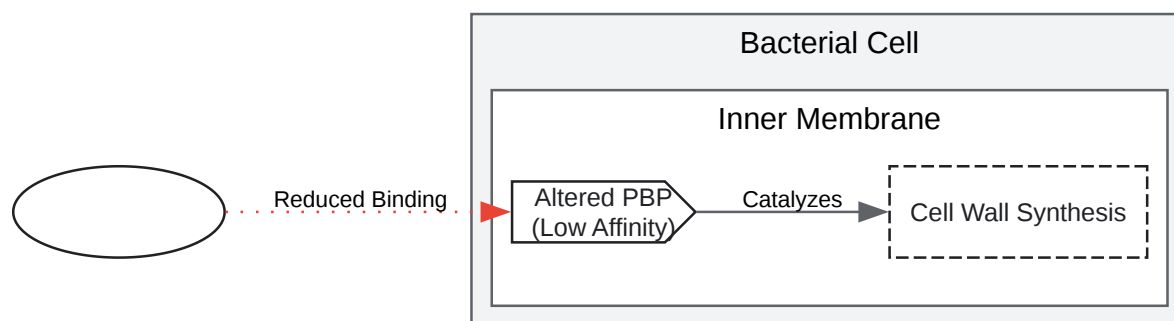 Bacterial Cell
Inner Membrane
Reduced Binding
Altered PBP
(Low Affinity)
Catalyzes
Cell Wall Synthesis